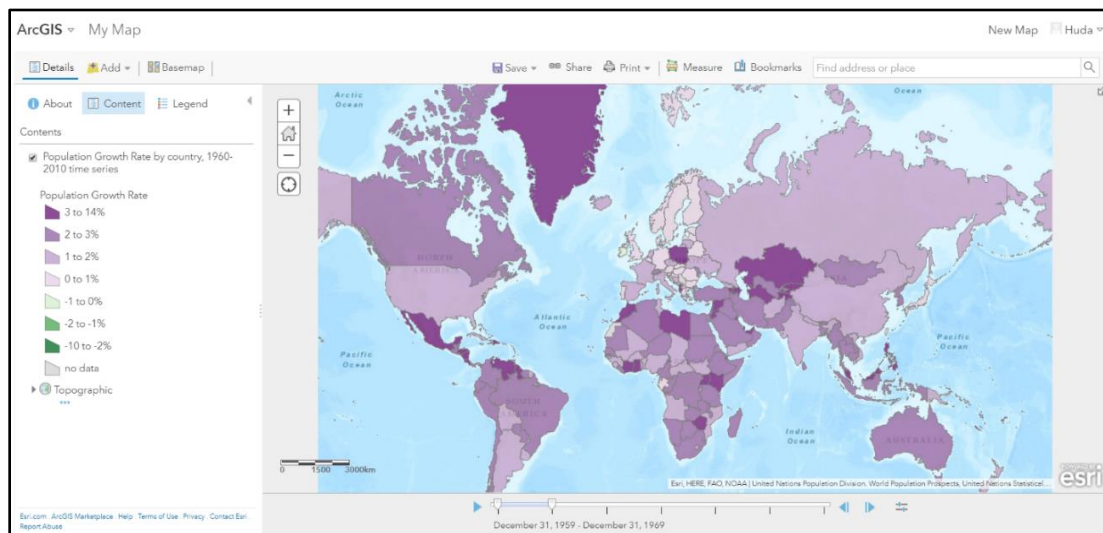 ArcGIS My Map
New Map Huda
Details Add Basemap Save Share Print Measure Bookmarks Find address or place
About Content Legend
Contents
Population Growth Rate by country, 1960-
2010 time series
Population Growth Rate
3 to 14%
2 to 3%
1 to 2%
0 to 1%
-1 to 0%
-2 to -1%
-10 to -2%
no data
Topographic
Arctic
Ocean
Ocean
NORTH
AMERICA
Atlantic
Ocean
Pacific
Ocean
Pacific
Ocean
SOUTH
AMERICA
Indian
Ocean
AUSTRALIA
0 1500 3000km
Esri, HERE, FAO, NOAA | United Nations Population Division, World Population Prospects, United Nations Statistical...
esri
December 31, 1959 - December 31, 1969
Esri.com . ArcGIS Marketplace . Help . Terms of Use . Privacy . Contact Esri .
Report Abuse